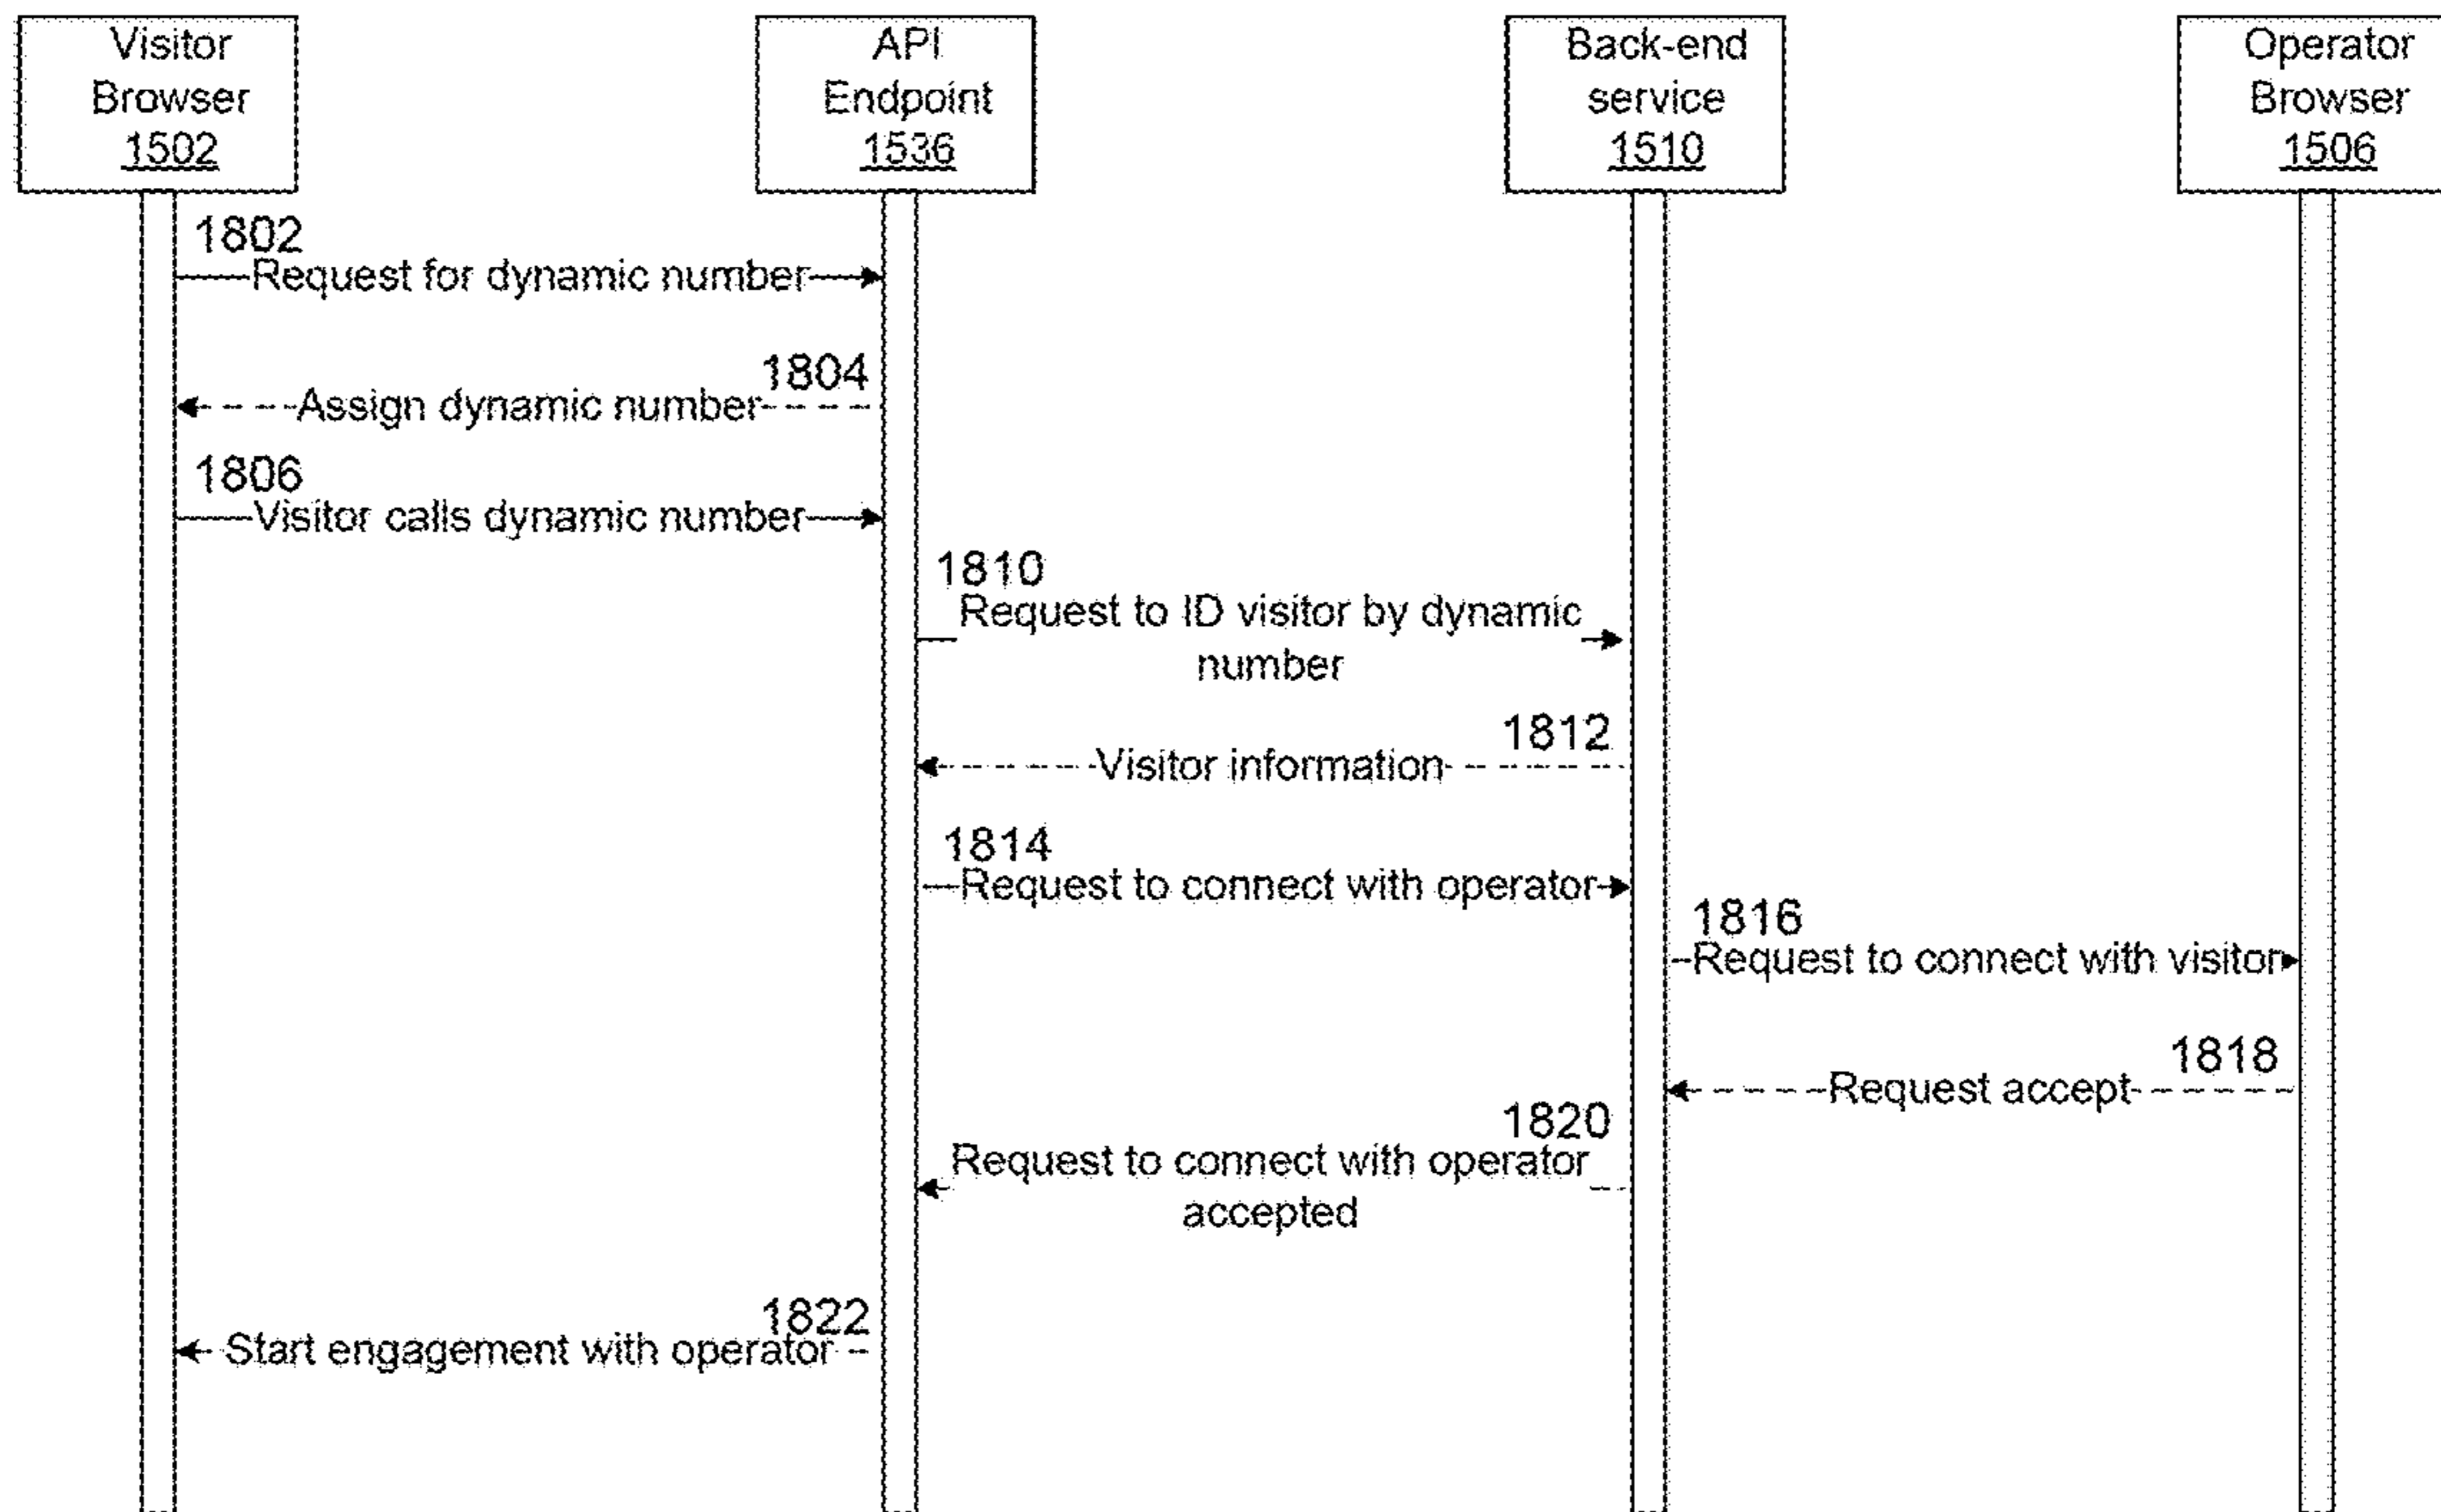 Visitor
Browser
1502
API
Endpoint
1536
Back-end
service
1510
Operator
Browser
1506
1802
Request for dynamic number
1804
Assign dynamic number
1806
Visitor calls dynamic number
1810
Request to ID visitor by dynamic
number
1812
Visitor information
1814
Request to connect with operator
1816
Request to connect with visitor
1818
Request accept
1820
Request to connect with operator
accepted
1822
Start engagement with operator